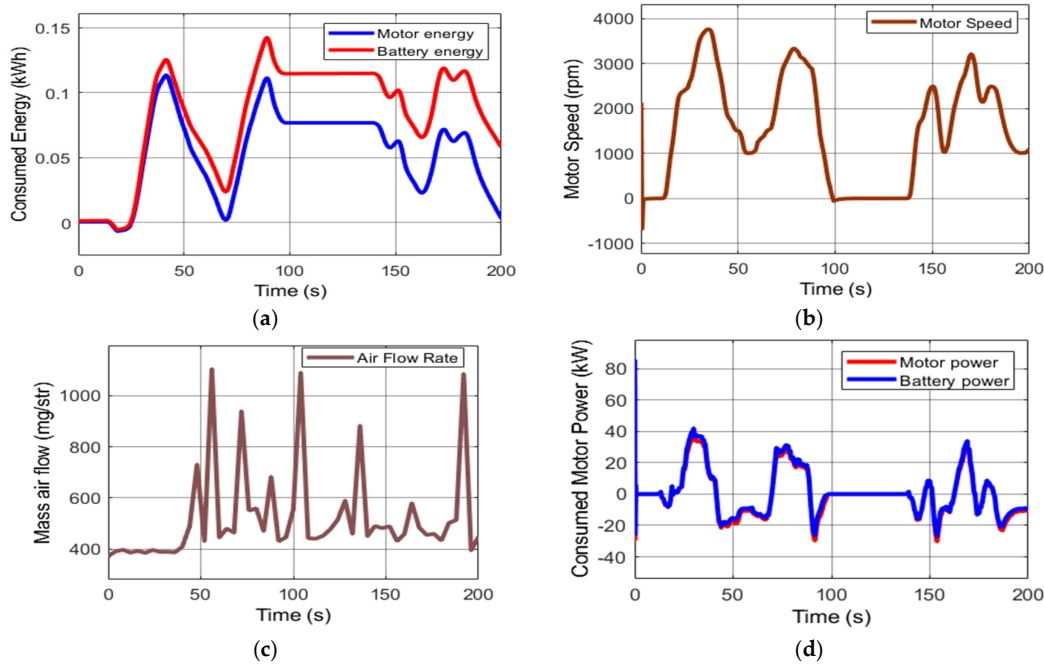 0.15
0.1
0.05
0
Consumed Energy (kWh)
Motor energy
Battery energy
0 50 100 150 200
Time (s)
(a)
4000
3000
2000
1000
0
-1000
Motor Speed (rpm)
Motor Speed
0 50 100 150 200
Time (s)
(b)
1000
800
600
400
Mass air flow (mg/str)
Air Flow Rate
0 50 100 150 200
Time (s)
(c)
80
60
40
20
0
-20
-40
Consumed Motor Power (kW)
Motor power
Battery power
0 50 100 150 200
Time (s)
(d)